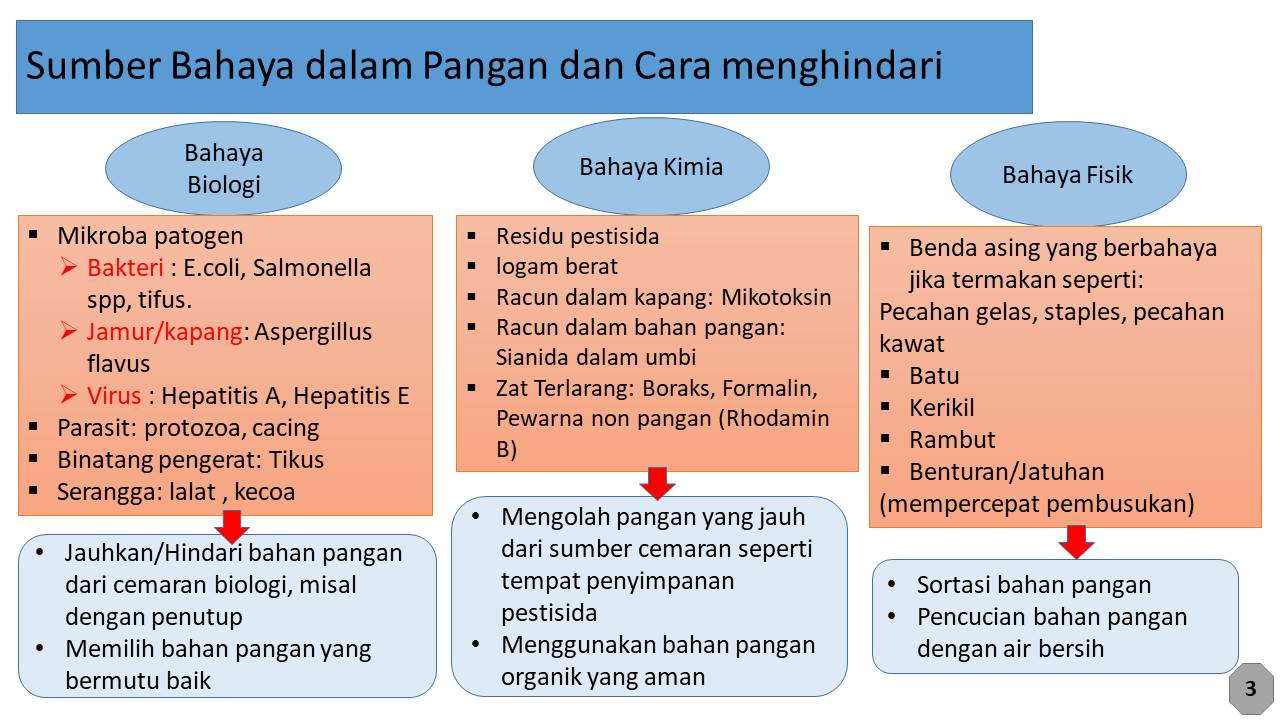 Sumber Bahaya dalam Pangan dan Cara menghindari
Bahaya
Biologi
▪ Mikroba patogen
➢ Bakteri : E.coli, Salmonella
spp, tifus.
➢ Jamur/kapang: Aspergillus
flavus
➢ Virus : Hepatitis A, Hepatitis E
▪ Parasit: protozoa, cacing
▪ Binatang pengerat: Tikus
▪ Serangga: lalat , kecoa
• Jauhkan/Hindari bahan pangan
dari cemaran biologi, misal
dengan penutup
• Memilih bahan pangan yang
bermutu baik
Bahaya Kimia
▪ Residu pestisida
▪ logam berat
▪ Racun dalam kapang: Mikotoksin
▪ Racun dalam bahan pangan:
Sianida dalam umbi
▪ Zat Terlarang: Boraks, Formalin,
Pewarna non pangan (Rhodamin
B)
• Mengolah pangan yang jauh
dari sumber cemaran seperti
tempat penyimpanan
pestisida
• Menggunakan bahan pangan
organik yang aman
Bahaya Fisik
▪ Benda asing yang berbahaya
jika termakan seperti:
Pecahan gelas, staples, pecahan
kawat
▪ Batu
▪ Kerikil
▪ Rambut
▪ Benturan/Jatuhan
(mempercepat pembusukan)
• Sortasi bahan pangan
• Pencucian bahan pangan
dengan air bersih
3